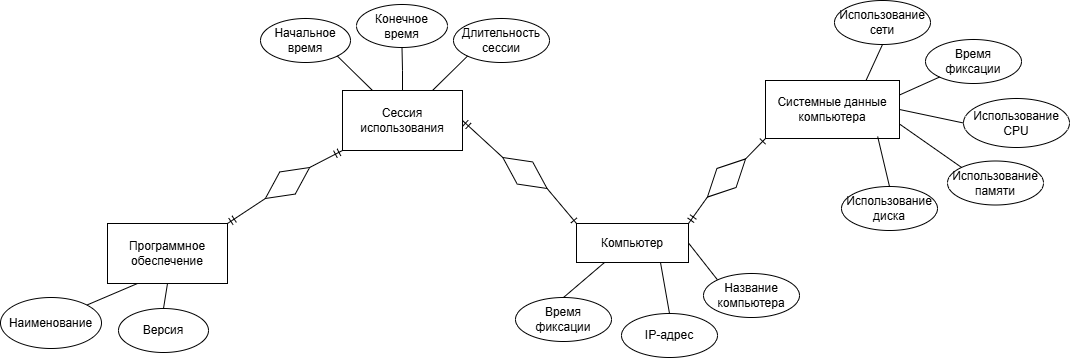 Начальное
время
Конечное
время
Длительность
сессии
Сессия
использования
Использование
сети
Время
фиксации
Системные данные
компьютера
Использование
CPU
Использование
памяти
Использование
диска
Программное
обеспечение
Наименование
Версия
Компьютер
Время
фиксации
IP-адрес
Название
компьютера